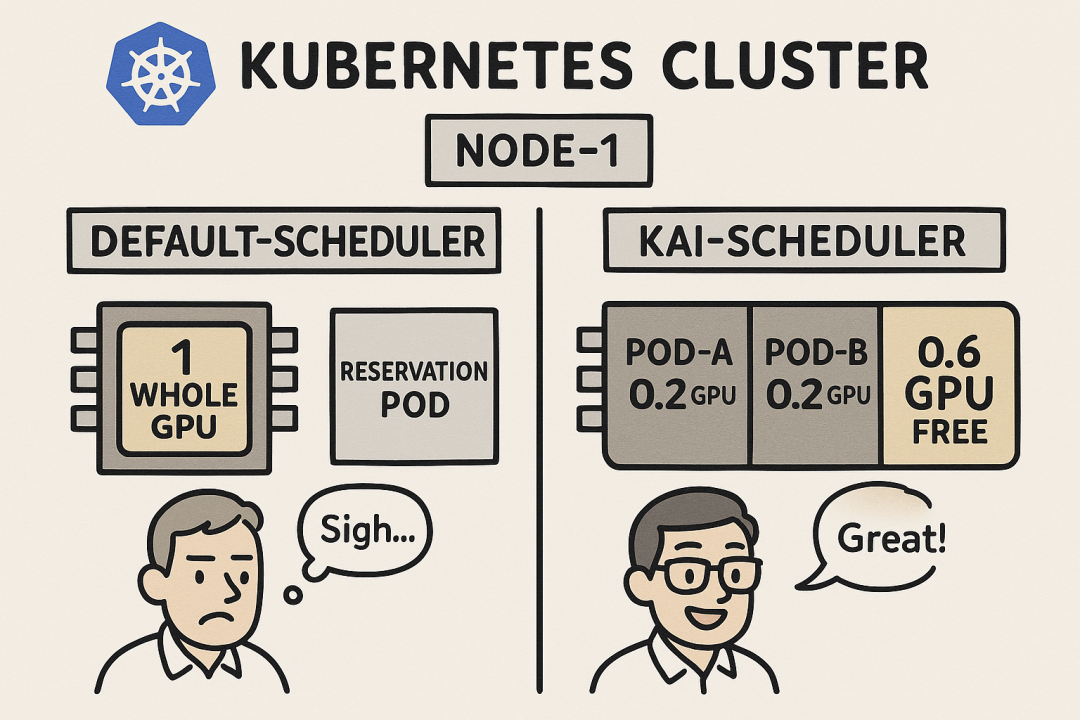 KUBERNETES CLUSTER
NODE-1
DEFAULT-SCHEDULER
1
WHOLE
GPU
RESERVATION
POD
Sigh...
KAI-SCHEDULER
POD-A
0.2 GPU
POD-B
0.2 GPU
0.6
GPU
FREE
Great!